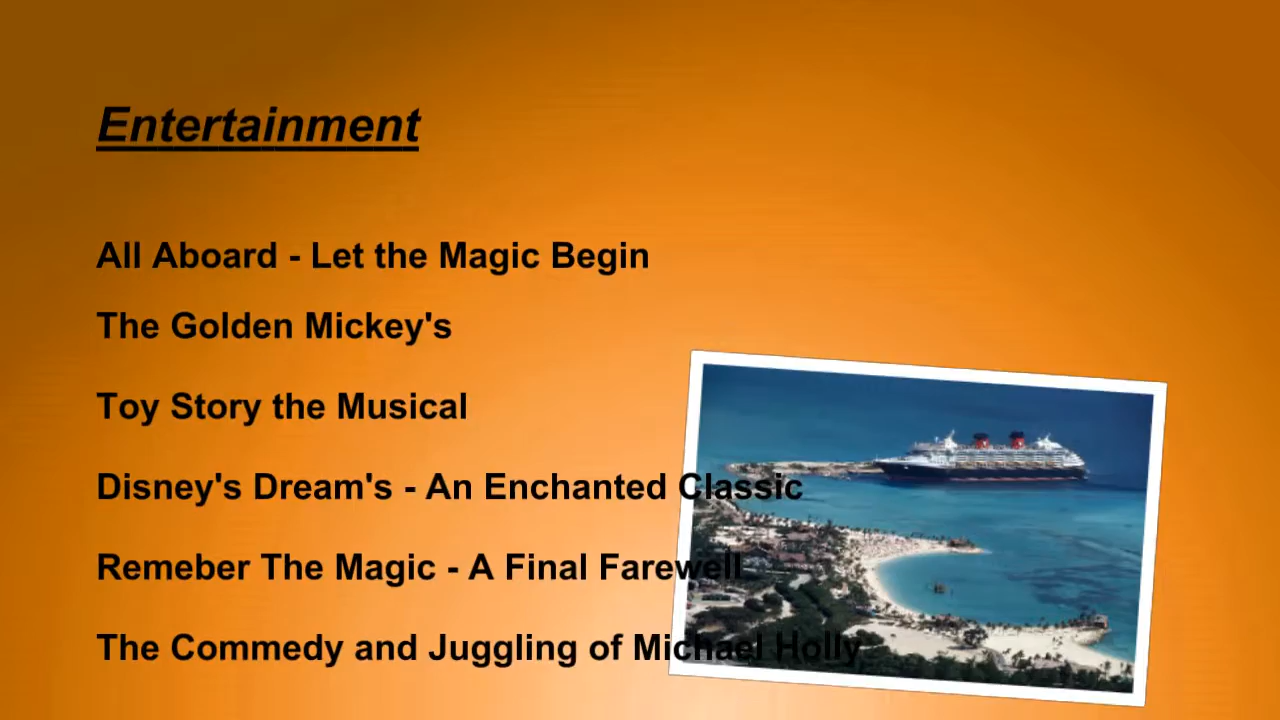 Entertainment
All Aboard - Let the Magic Begin
The Golden Mickey's
Toy Story the Musical
Disney's Dream's - An Enchanted Classic
Remeber The Magic - A Final Farewell
The Commedy and Juggling of Michael Holly